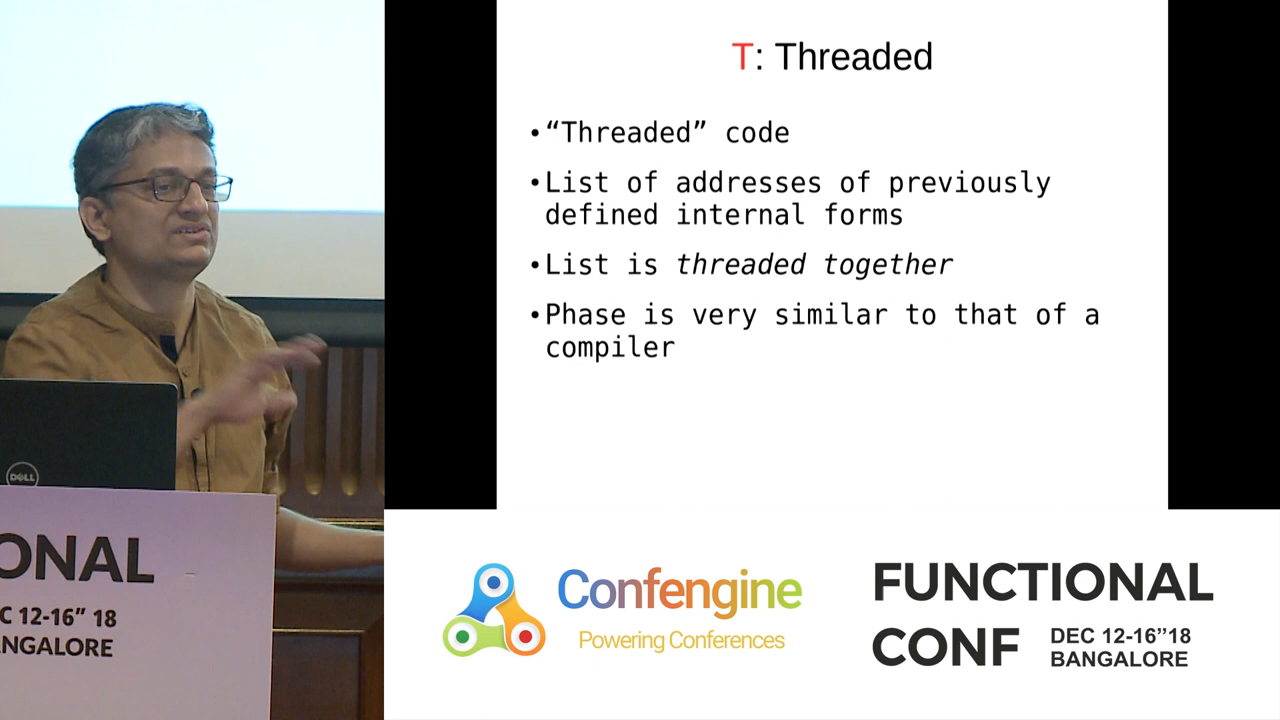 T: Threaded
•“Threaded” code
•List of addresses of previously
defined internal forms
•List is threaded together
•Phase is very similar to that of a
compiler
DELL
ONAL
C 12-16” 18
NGALORE
Confengine
Powering Conferences
FUNCTIONAL
CONF
DEC 12-16”18
BANGALORE